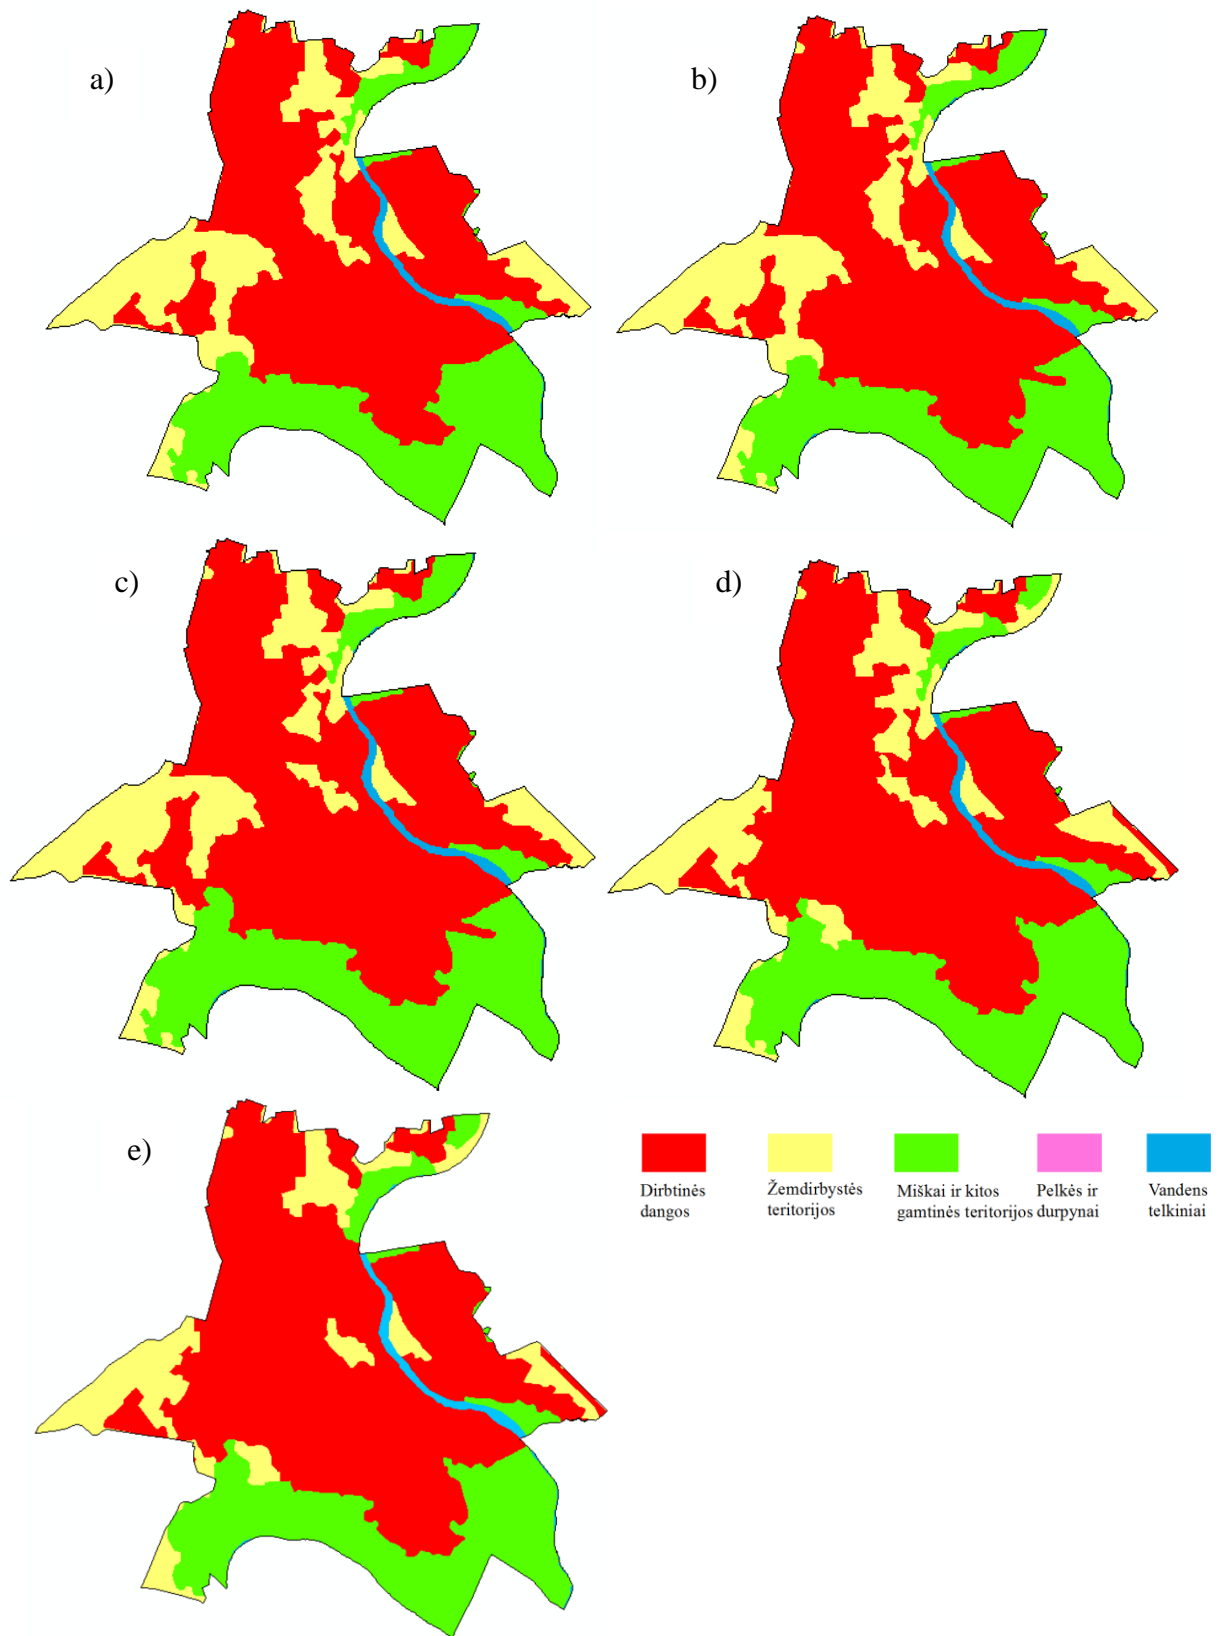 a)
b)
c)
d)
e)
Dirbtinės
dangos
Žemdirbystės
teritorijos
Miškai ir kitos
gamtinės teritorijos
Pelkės ir
durpynai
Vandens
telkiniai